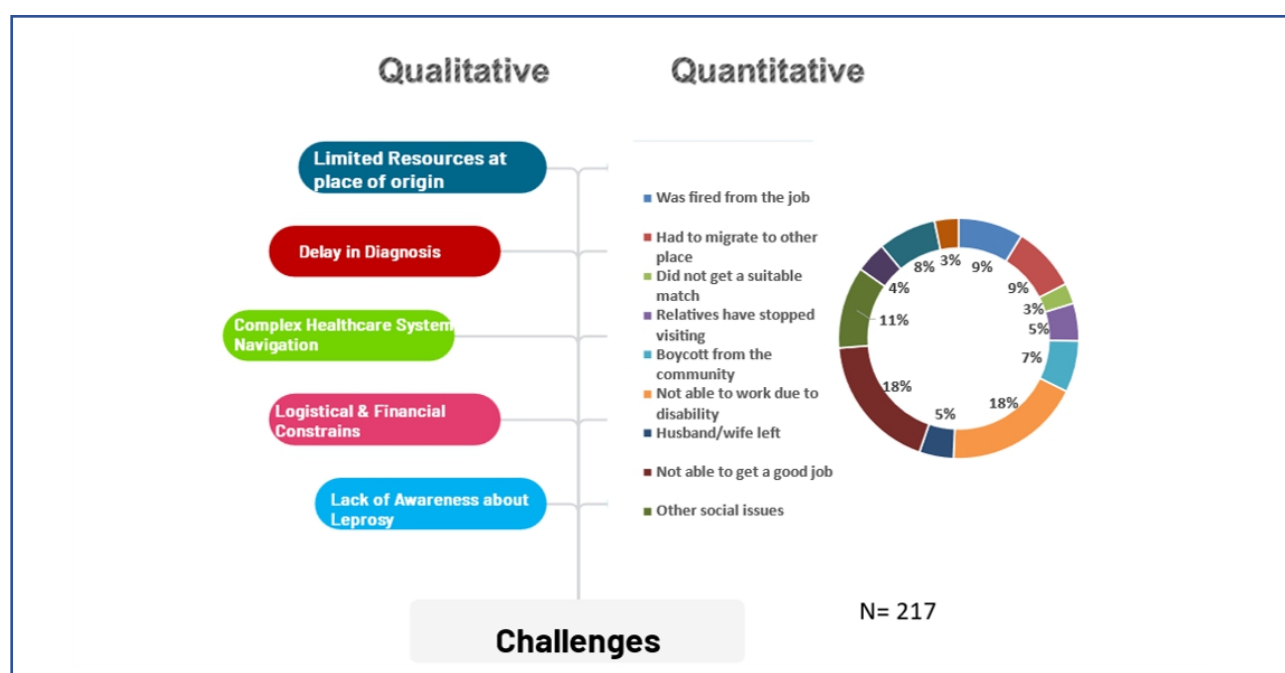 Qualitative
Quantitative
Limited Resources at
place of origin
Delay in Diagnosis
Complex Healthcare System
Navigation
Logistical & Financial
Constrains
Lack of Awareness about
Leprosy
Challenges
Was fired from the job
Had to migrate to other
place
Did not get a suitable
match
Relatives have stopped
visiting
Boycott from the
community
Not able to work due to
disability
Husband/wife left
Not able to get a good job
Other social issues
9%
9%
3%
5%
7%
18%
5%
18%
11%
4%
8%
3%
N= 217